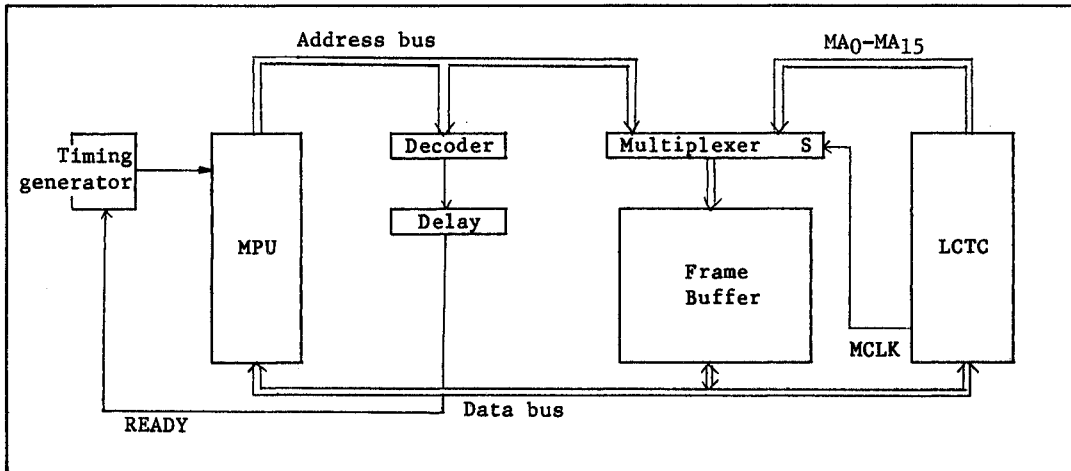 Address bus
MA0-MA15
Timing
generator
MPU
Decoder
Delay
Multiplexer S
Frame
Buffer
LCTC
MCLK
Data bus
READY